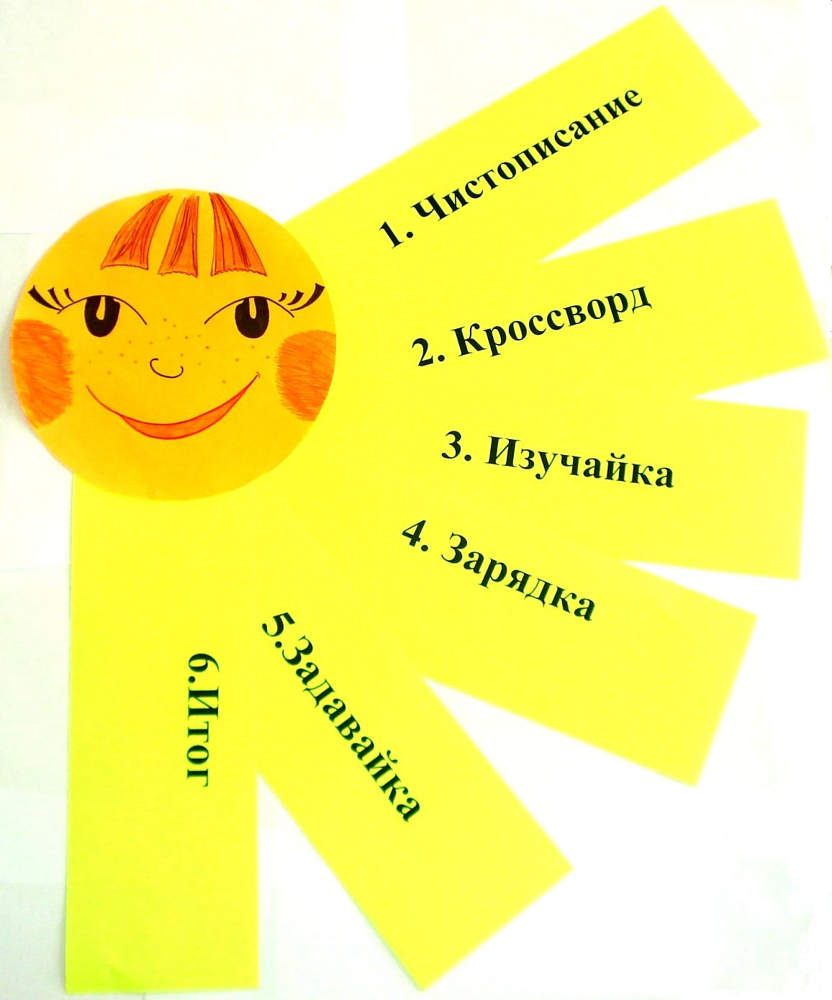 1. Чистописание
2. Кроссворд
3. Изучайка
4. Зарядка
5.Задавайка
6.Итог